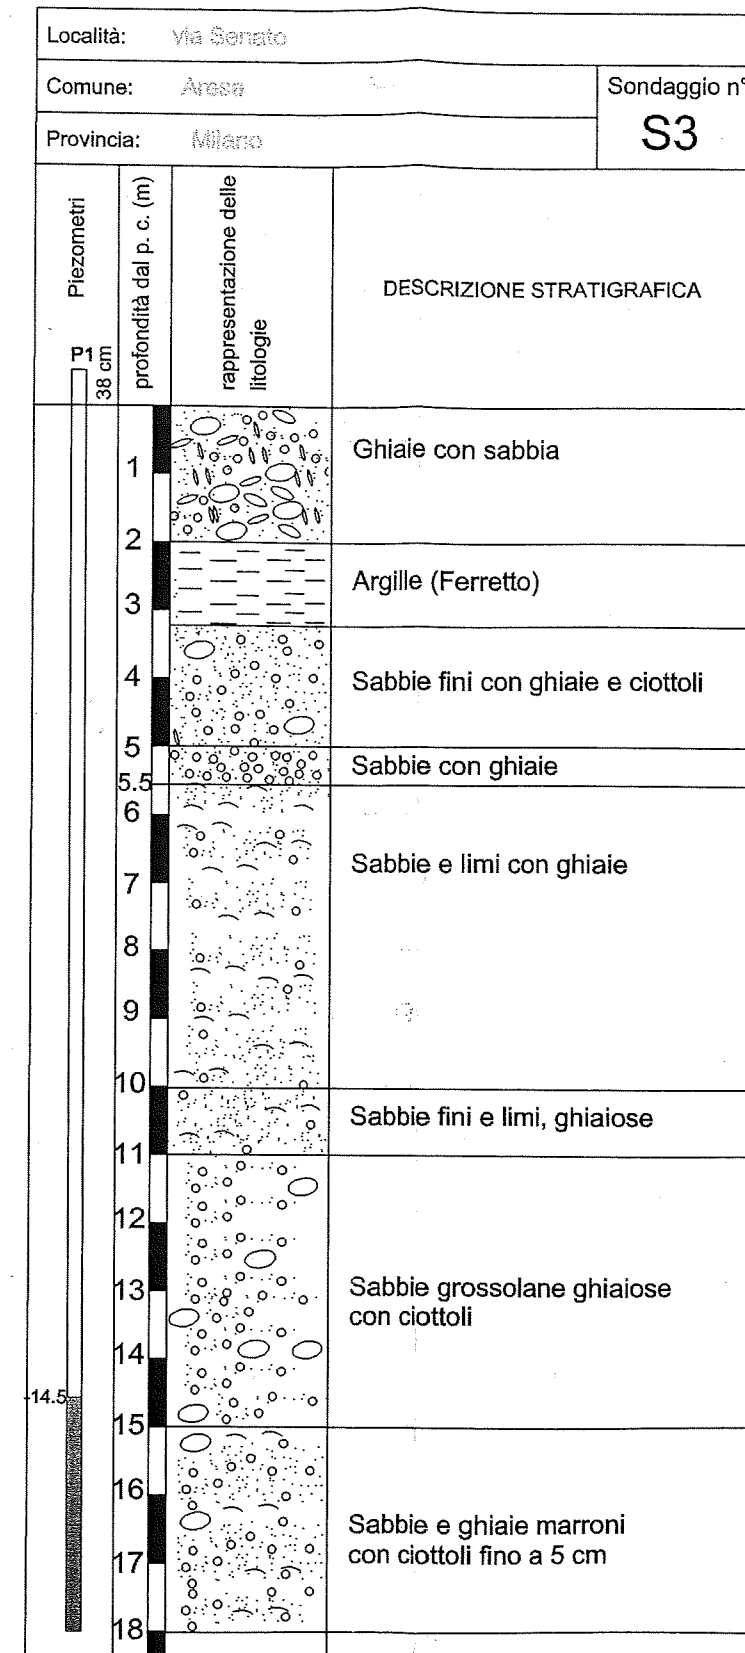 Località: via Senato
Comune: Arese
Provincia: Milano
Sondaggio n°
S3
Piezometri
profondità dal p. c. (m)
rappresentazione delle
litologie
DESCRIZIONE STRATIGRAFICA
P1
38 cm
Ghiaie con sabbia
1
2
Argille (Ferretto)
3
4
Sabbie fini con ghiaie e ciottoli
5
Sabbie con ghiaie
5.5
6
Sabbie e limi con ghiaie
7
8
9
10
Sabbie fini e limi, ghiaiose
11
12
13
Sabbie grossolane ghiaiose
con ciottoli
14
-14.5
15
16
Sabbie e ghiaie marroni
con ciottoli fino a 5 cm
17
18